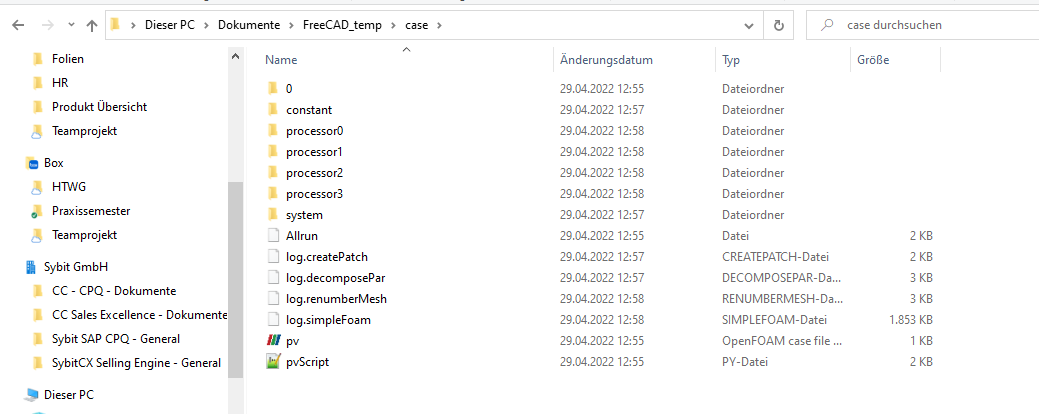 Dieser PC > Dokumente > FreeCAD_temp > case >
case durchsuchen
Folien
HR
Produkt Übersicht
Teamprojekt
Box
HTWG
Praxissemester
Teamprojekt
Sybit GmbH
CC - CPQ - Dokumente
CC Sales Excellence - Dokumente
Sybit SAP CPQ - General
SybitCX Selling Engine - General
Dieser PC
Name Änderungsdatum Typ Größe
0 29.04.2022 12:55 Dateiordner
constant 29.04.2022 12:57 Dateiordner
processor0 29.04.2022 12:58 Dateiordner
processor1 29.04.2022 12:58 Dateiordner
processor2 29.04.2022 12:58 Dateiordner
processor3 29.04.2022 12:58 Dateiordner
system 29.04.2022 12:57 Dateiordner
Allrun 29.04.2022 12:55 Datei 2 KB
log.createPatch 29.04.2022 12:57 CREATEPATCH-Datei 2 KB
log.decomposePar 29.04.2022 12:57 DECOMPOSEPAR-Da... 3 KB
log.renumberMesh 29.04.2022 12:58 RENUMBERMESH-Da... 3 KB
log.simpleFoam 29.04.2022 12:58 SIMPLEFOAM-Datei 1.853 KB
pv 29.04.2022 12:55 OpenFOAM case file ... 1 KB
pvScript 29.04.2022 12:55 PY-Datei 2 KB